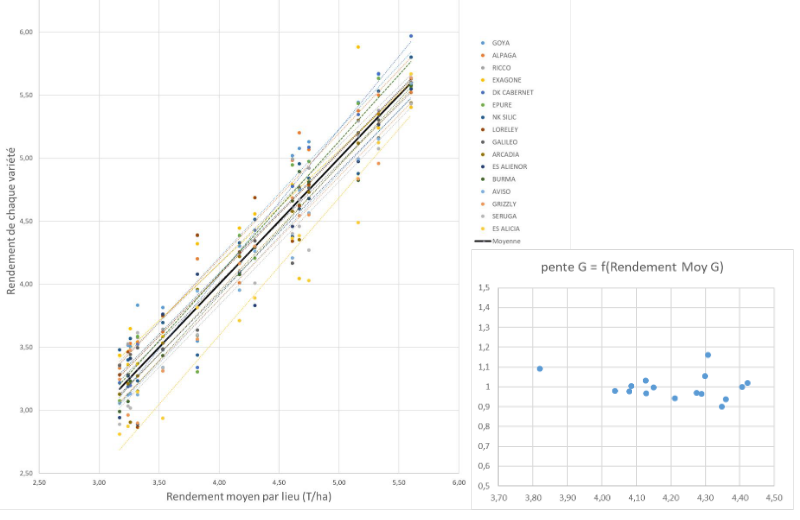 6,00
5,50
5,00
4,50
4,00
3,50
3,00
2,50
Rendement de chaque variété
2,50 3,00 3,50 4,00 4,50 5,00 5,50 6,00
Rendement moyen par lieu (T/ha)
GOYA
ALPAGA
RICCO
EXAGONE
DK CABERNET
EPURE
NK SILIC
LORELEY
GALILEO
ARCADIA
ES ALIENOR
BURMA
AVISO
GRIZZLY
SERUGA
ES ALICIA
Moyenne
pente G = f(Rendement Moy G)
1,5
1,4
1,3
1,2
1,1
1
0,9
0,8
0,7
0,6
0,5
3,70 3,80 3,90 4,00 4,10 4,20 4,30 4,40 4,50